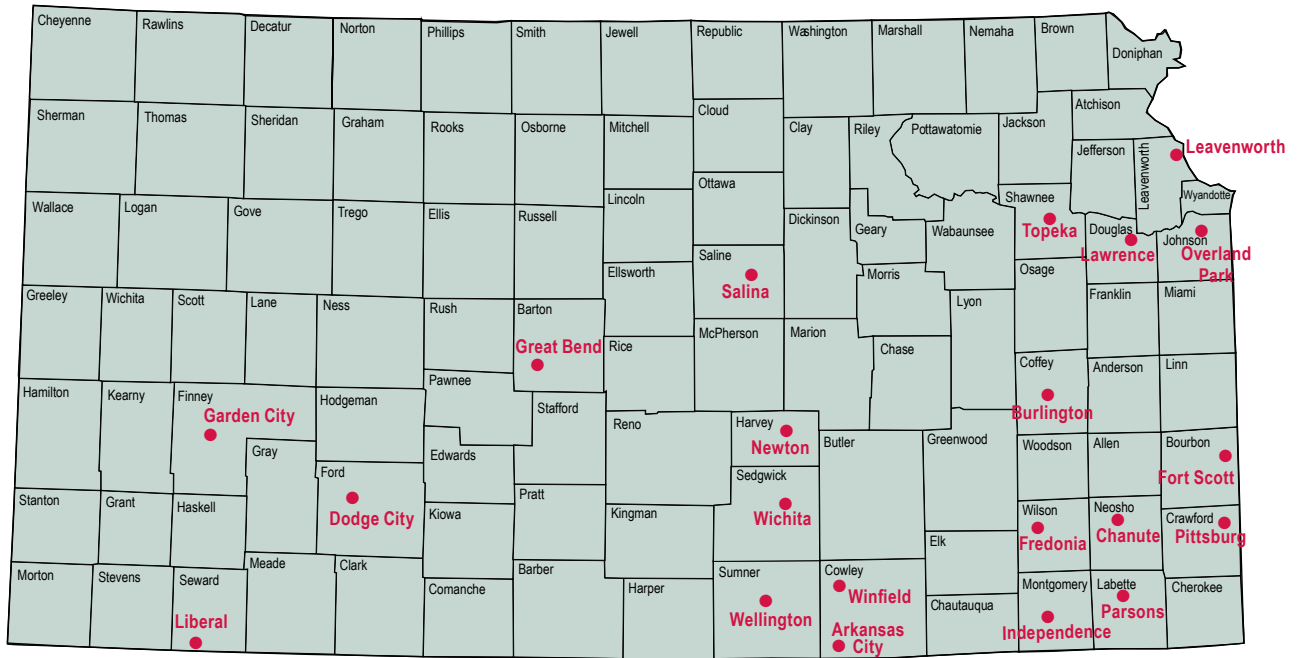 Cheyenne
Rawlins
Decatur
Norton
Phillips
Smith
Jewell
Republic
Washington
Marshall
Nemaha
Brown
Doniphan
Atchison
Sherman
Thomas
Sheridan
Graham
Rooks
Osborne
Mitchell
Cloud
Clay
Riley
Pottawatomie
Jackson
Jefferson
Leavenworth
Leavenworth
Wyandotte
Wallace
Logan
Gove
Trego
Ellis
Russell
Lincoln
Ottawa
Dickinson
Geary
Wabaunsee
Shawnee
Topeka
Douglas
Lawrence
Johnson
Overland
Park
Saline
Salina
Ellsworth
Morris
Osage
Franklin
Miami
Greeley
Wichita
Scott
Lane
Ness
Rush
Barton
Great Bend
Rice
McPherson
Marion
Chase
Lyon
Coffey
Burlington
Anderson
Linn
Hamilton
Kearny
Finney
Garden City
Hodgeman
Pawnee
Stafford
Reno
Harvey
Newton
Butler
Greenwood
Woodson
Allen
Bourbon
Fort Scott
Gray
Ford
Dodge City
Edwards
Sedgwick
Wichita
Stanton
Grant
Haskell
Kiowa
Pratt
Kingman
Elk
Wilson
Fredonia
Neosho
Chanute
Crawford
Pittsburg
Morton
Stevens
Seward
Liberal
Meade
Clark
Comanche
Barber
Harper
Sumner
Wellington
Cowley
Winfield
Arkansas
City
Chautauqua
Montgomery
Independence
Labette
Parsons
Cherokee